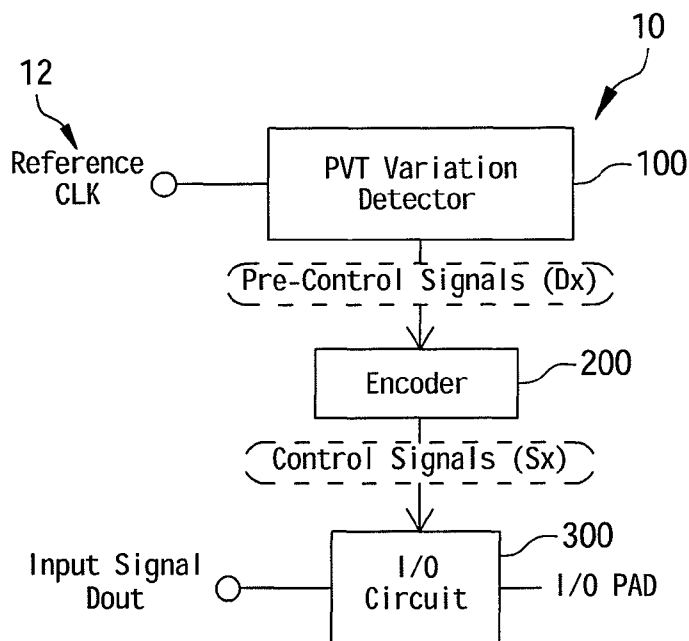 10
12
Reference
CLK
PVT Variation
Detector
100
Pre-Control Signals (Dx)
Encoder
200
Control Signals (Sx)
300
Input Signal
Dout
I/O
Circuit
I/O PAD